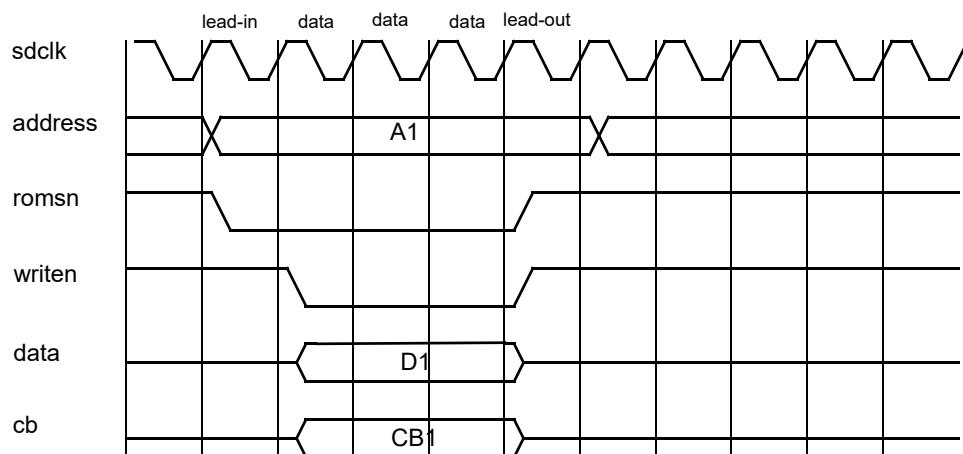 lead-in data data data lead-out
sdclk
address A1
romsn
writen
data D1
cb CB1